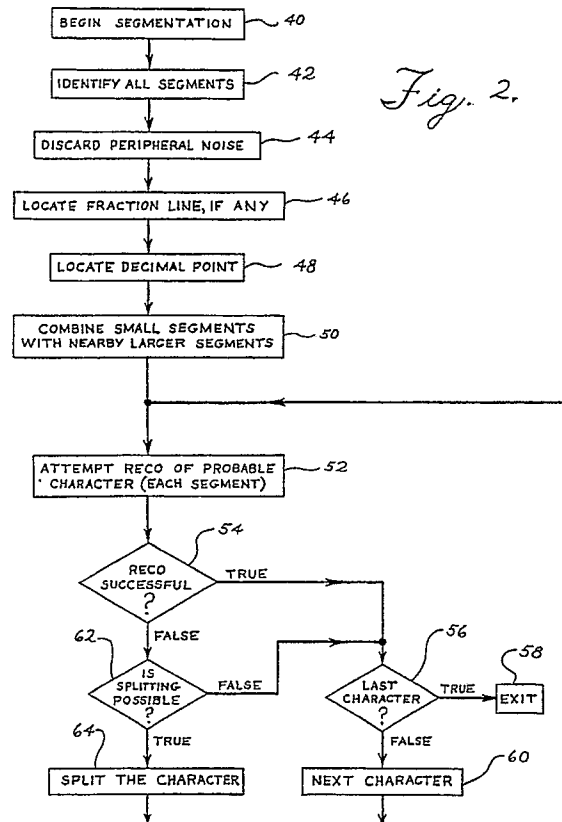 BEGIN SEGMENTATION
40
IDENTIFY ALL SEGMENTS
42
Fig. 2.
DISCARD PERIPHERAL NOISE
44
LOCATE FRACTION LINE, IF ANY
46
LOCATE DECIMAL POINT
48
COMBINE SMALL SEGMENTS
WITH NEARBY LARGER SEGMENTS
50
ATTEMPT RECO OF PROBABLE
CHARACTER (EACH SEGMENT)
52
54
RECO
SUCCESSFUL
?
TRUE
FALSE
62
IS
SPLITTING
POSSIBLE
?
FALSE
TRUE
56
LAST
CHARACTER
?
TRUE
58
EXIT
FALSE
64
SPLIT THE CHARACTER
NEXT CHARACTER
60